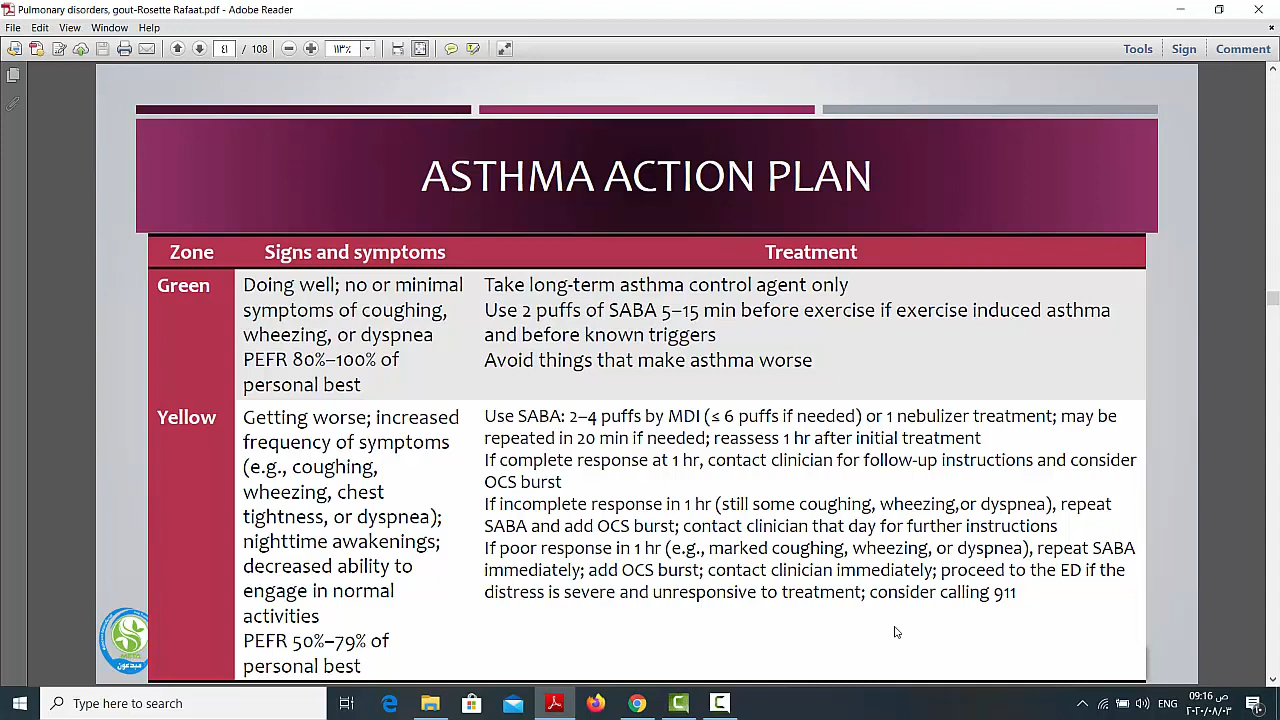 Pulmonary disorders, gout-Rosette Rafaat.pdf - Adobe Reader
File Edit View Window Help
٤١ / 108 ١١٣٪ Tools Sign Comment
ASTHMA ACTION PLAN
Zone Signs and symptoms Treatment
Green
Doing well; no or minimal
symptoms of coughing,
wheezing, or dyspnea
PEFR 80%–100% of
personal best
Take long-term asthma control agent only
Use 2 puffs of SABA 5–15 min before exercise if exercise induced asthma
and before known triggers
Avoid things that make asthma worse
Yellow
Getting worse; increased
frequency of symptoms
(e.g., coughing,
wheezing, chest
tightness, or dyspnea);
nighttime awakenings;
decreased ability to
engage in normal
activities
PEFR 50%–79% of
personal best
Use SABA: 2–4 puffs by MDI (≤ 6 puffs if needed) or 1 nebulizer treatment; may be
repeated in 20 min if needed; reassess 1 hr after initial treatment
If complete response at 1 hr, contact clinician for follow-up instructions and consider
OCS burst
If incomplete response in 1 hr (still some coughing, wheezing,or dyspnea), repeat
SABA and add OCS burst; contact clinician that day for further instructions
If poor response in 1 hr (e.g., marked coughing, wheezing, or dyspnea), repeat SABA
immediately; add OCS burst; contact clinician immediately; proceed to the ED if the
distress is severe and unresponsive to treatment; consider calling 911
مبدعون
Type here to search
ENG
09:16 ص
٢٠٢٠/٠٨/٠٣